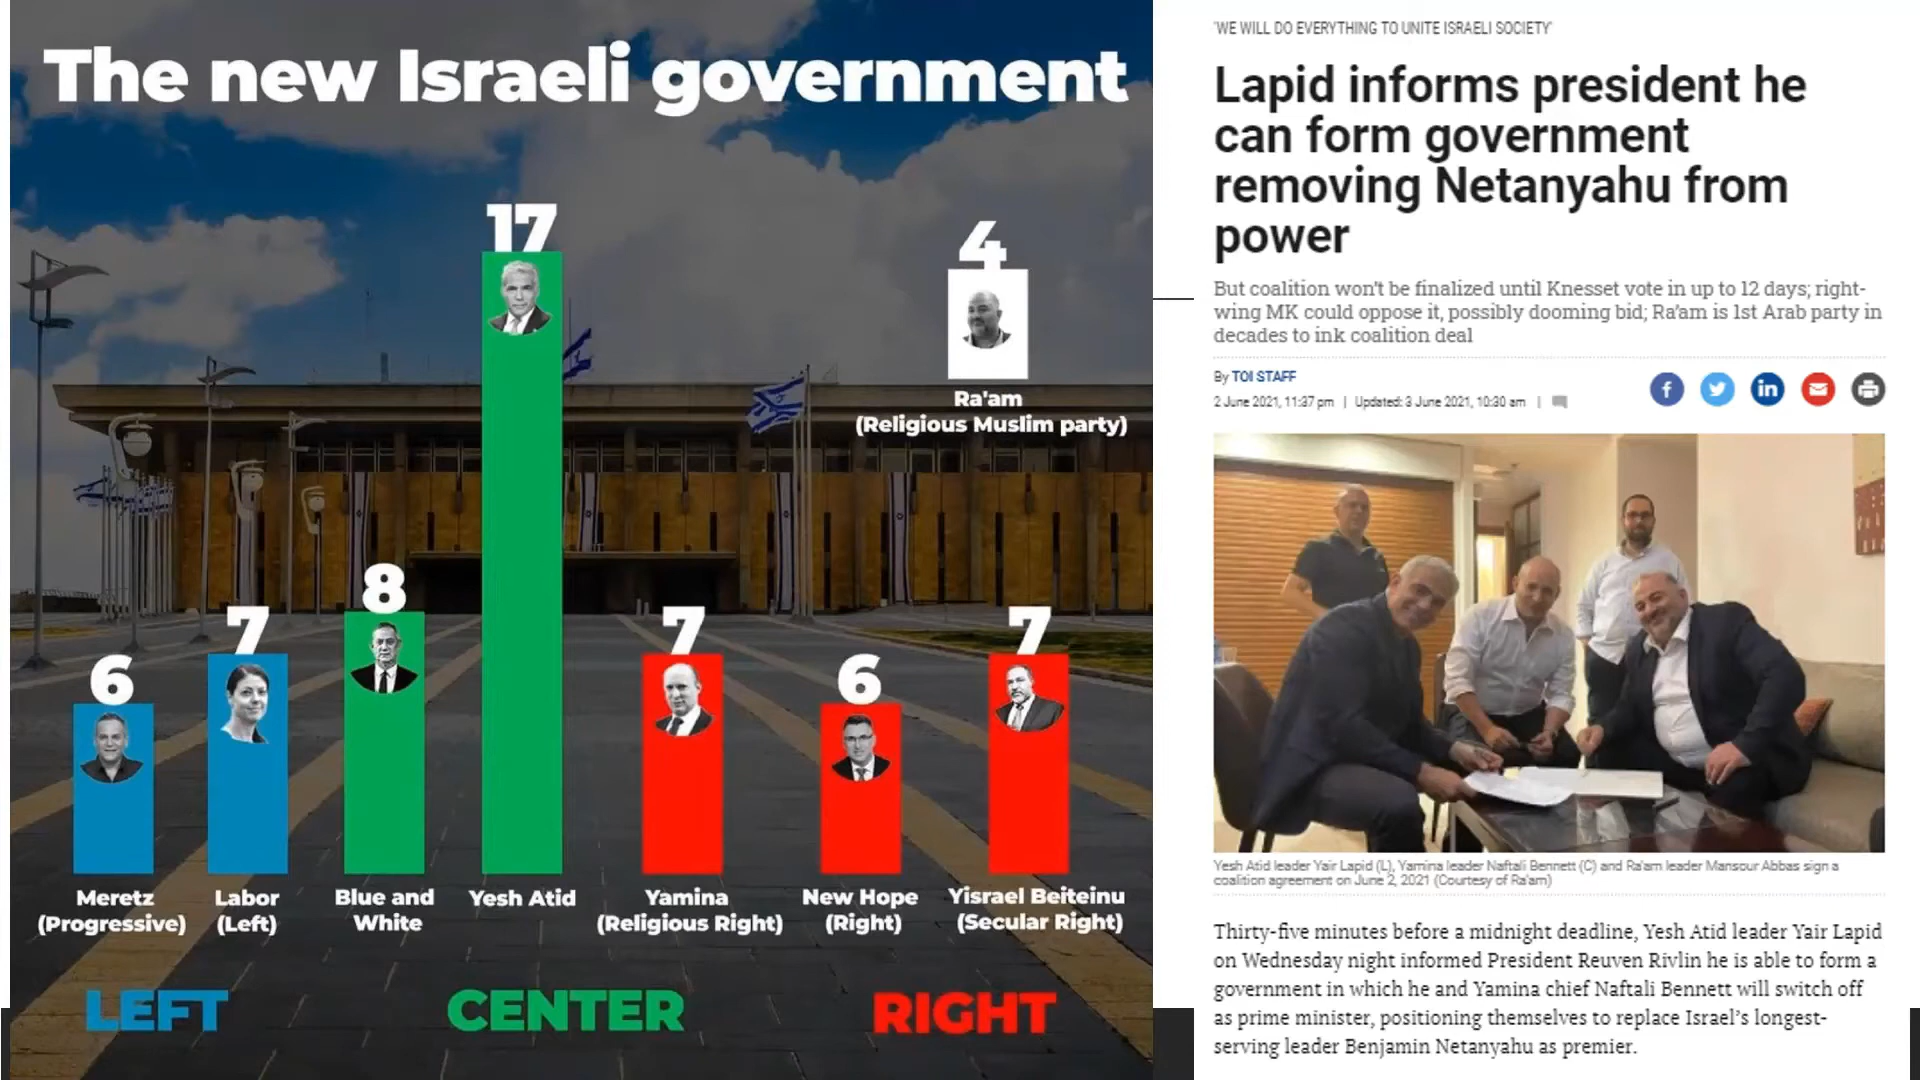 The new Israeli government
17
4
Ra'am
(Religious Muslim party)
8
7
7
7
6
6
Meretz
(Progressive)
Labor
(Left)
Blue and
White
Yesh Atid
Yamina
(Religious Right)
New Hope
(Right)
Yisrael Beiteinu
(Secular Right)
LEFT
CENTER
RIGHT
'WE WILL DO EVERYTHING TO UNITE ISRAELI SOCIETY'
Lapid informs president he
can form government
removing Netanyahu from
power
But coalition won't be finalized until Knesset vote in up to 12 days; right-
wing MK could oppose it, possibly dooming bid; Ra'am is 1st Arab party in
decades to ink coalition deal
By TOI STAFF
2 June 2021, 11:37 pm | Updated: 3 June 2021, 10:30 am |
Yesh Atid leader Yair Lapid (L), Yamina leader Naftali Bennett (C) and Ra'am leader Mansour Abbas sign a
coalition agreement on June 2, 2021 (Courtesy of Ra'am)
Thirty-five minutes before a midnight deadline, Yesh Atid leader Yair Lapid
on Wednesday night informed President Reuven Rivlin he is able to form a
government in which he and Yamina chief Naftali Bennett will switch off
as prime minister, positioning themselves to replace Israel's longest-
serving leader Benjamin Netanyahu as premier.